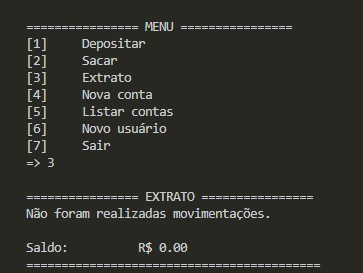 ================ MENU ================
[1]	Depositar
[2]	Sacar
[3]	Extrato
[4]	Nova conta
[5]	Listar contas
[6]	Novo usuário
[7]	Sair
=> 3
================ EXTRATO ================
Não foram realizadas movimentações.
Saldo:		R$ 0.00
==========================================